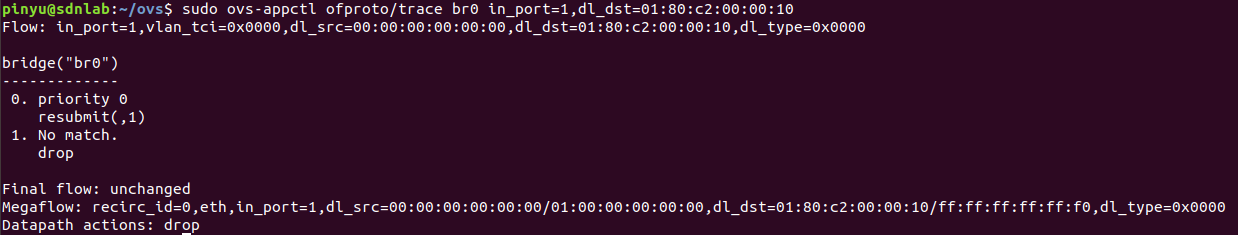 pinyu@sdnlab:~/ovs$ sudo ovs-appctl ofproto/trace br0 in_port=1,dl_dst=01:80:c2:00:00:10
Flow: in_port=1,vlan_tci=0x0000,dl_src=00:00:00:00:00:00,dl_dst=01:80:c2:00:00:10,dl_type=0x0000

bridge("br0")
-------------
 0. priority 0
    resubmit(,1)
 1. No match.
    drop

Final flow: unchanged
Megaflow: recirc_id=0,eth,in_port=1,dl_src=00:00:00:00:00:00/01:00:00:00:00:00,dl_dst=01:80:c2:00:00:10/ff:ff:ff:ff:ff:f0,dl_type=0x0000
Datapath actions: drop